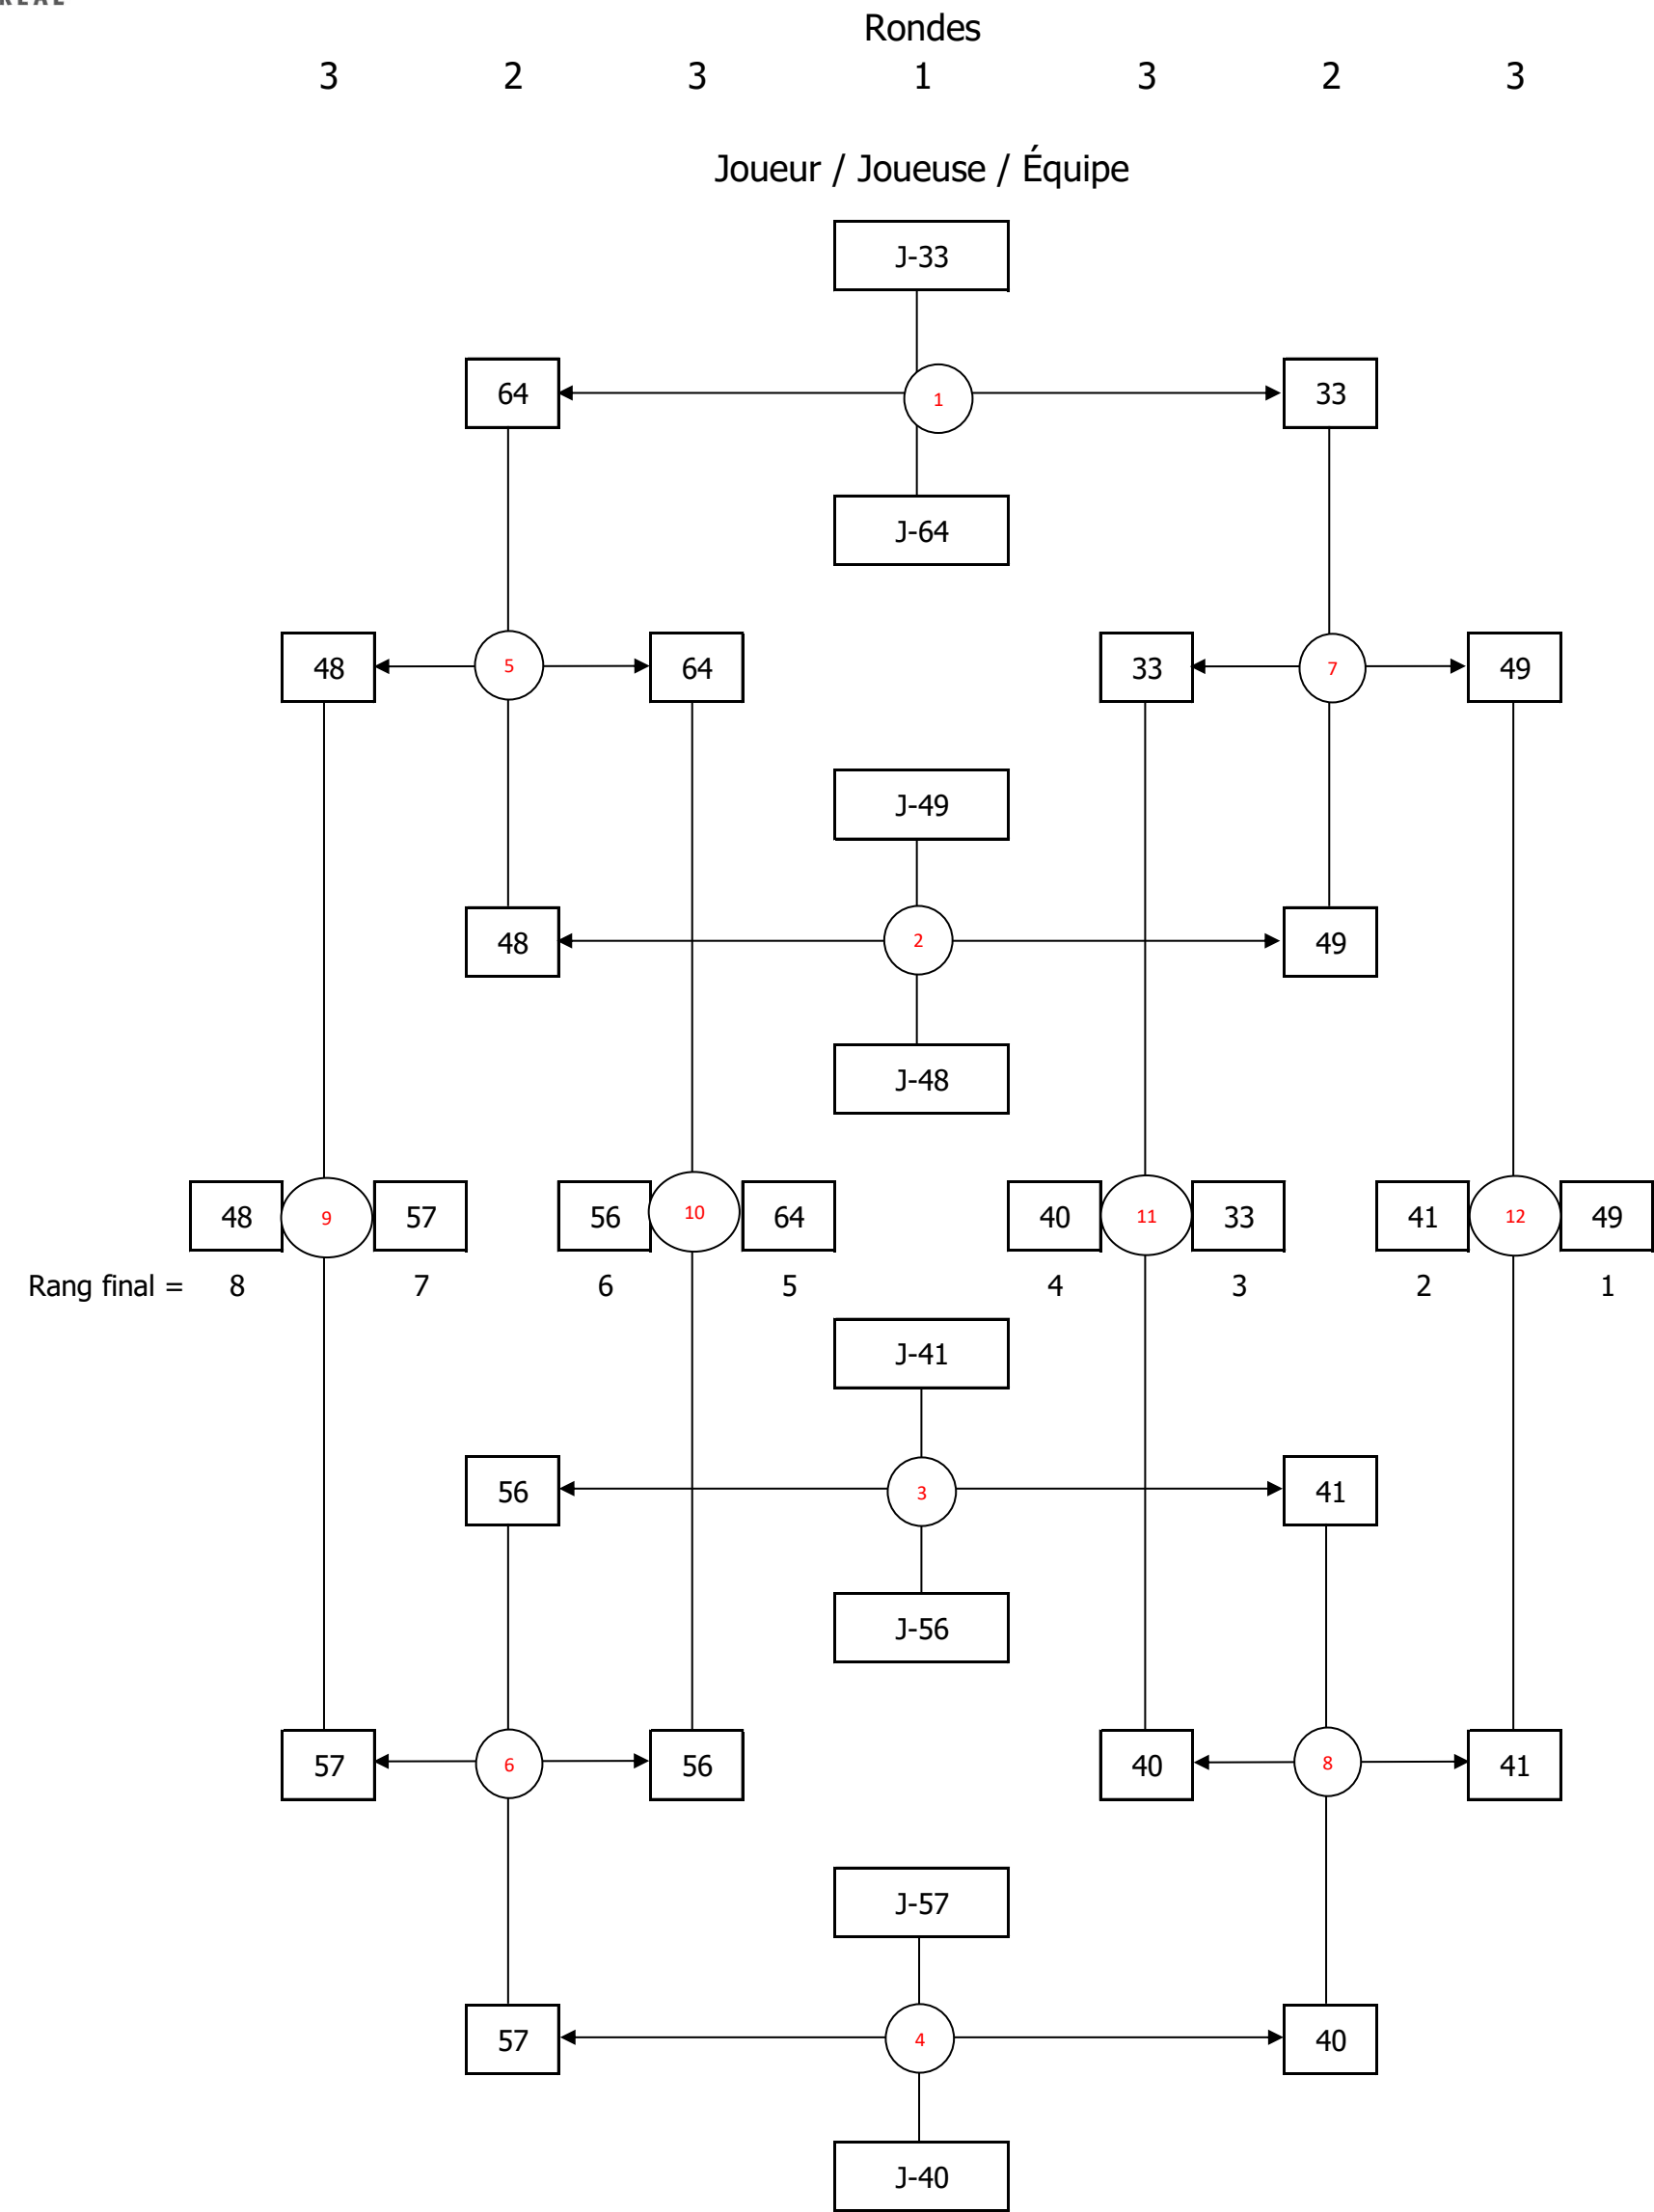 Rondes
3 2 3 1 3 2 3
Joueur / Joueuse / Équipe
J-33
64 1 33
J-64
48 5 64 33 7 49
J-49
48 2 49
J-48
48 9 57 56 10 64 40 11 33 41 12 49
Rang final = 8 7 6 5 4 3 2 1
J-41
56 3 41
J-56
57 6 56 40 8 41
J-57
57 4 40
J-40